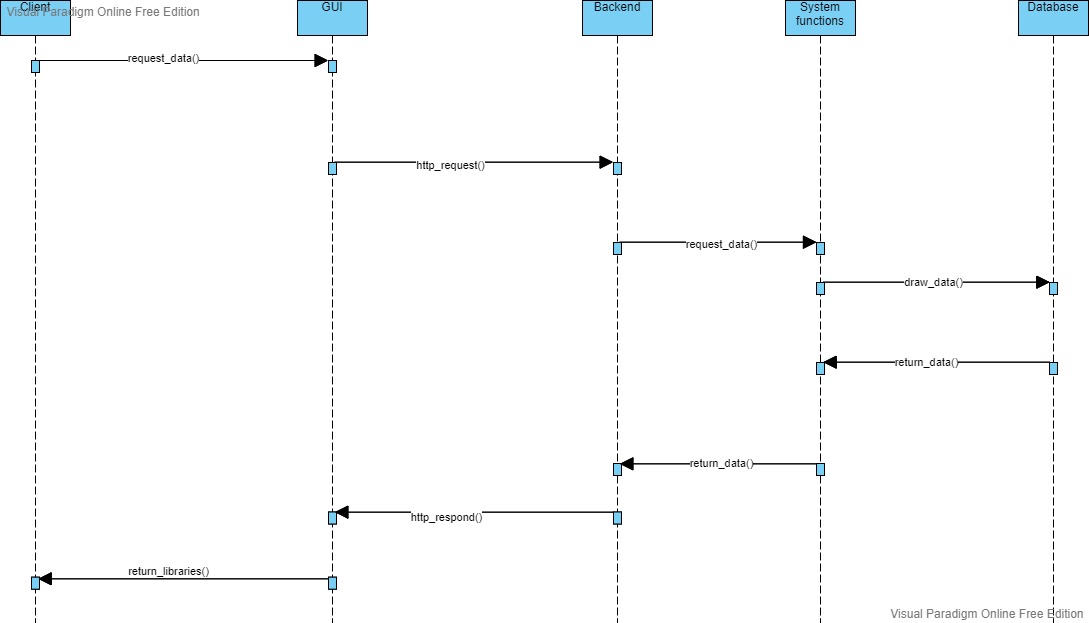 Client
Visual Paradigm Online Free Edition
GUI
Backend
System
functions
Database
request_data()
http_request()
request_data()
draw_data()
return_data()
return_data()
http_respond()
return_libraries()
Visual Paradigm Online Free Edition